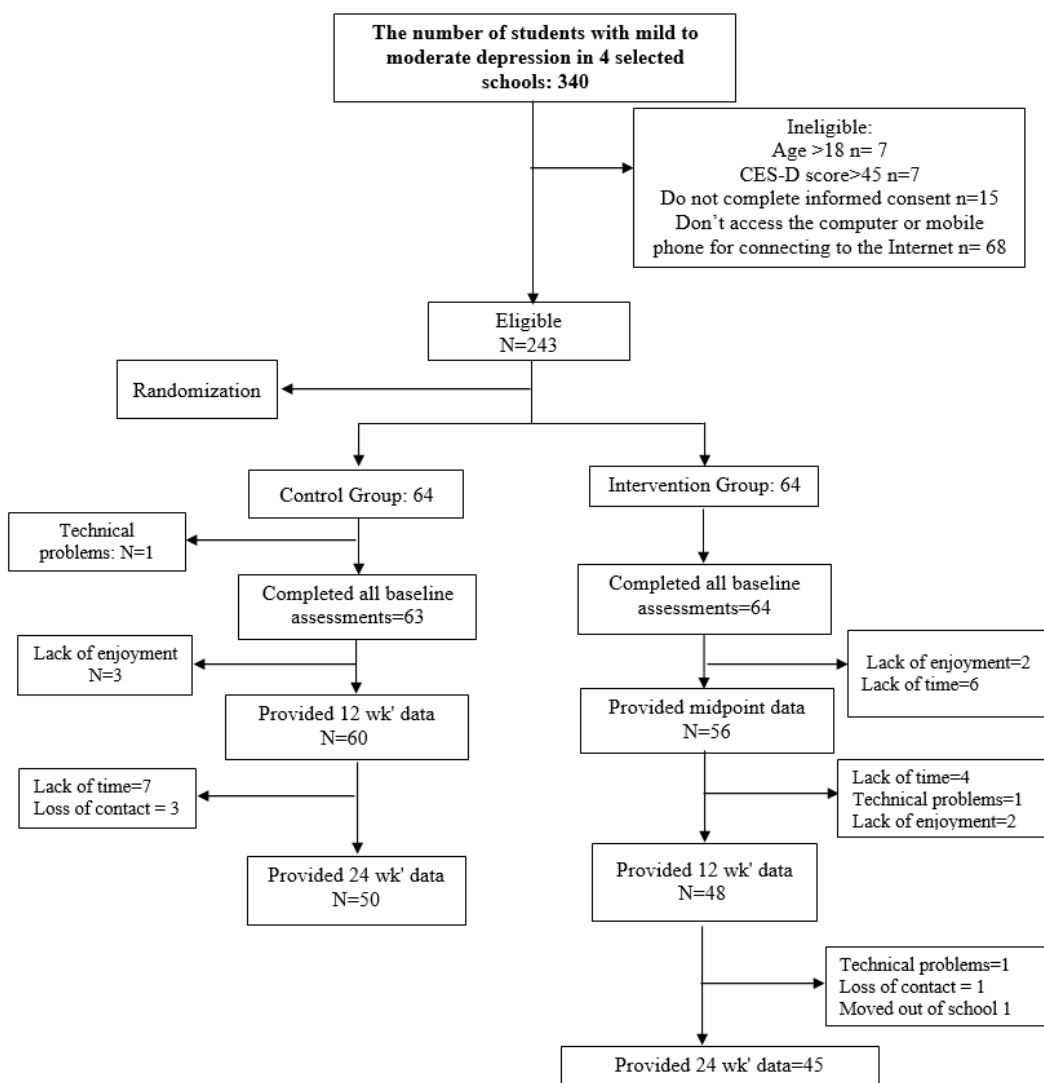 The number of students with mild to
moderate depression in 4 selected
schools: 340
Ineligible:
Age >18 n= 7
CES-D score>45 n=7
Do not complete informed consent n=15
Don’t access the computer or mobile
phone for connecting to the Internet n= 68
Eligible
N=243
Randomization
Control Group: 64
Intervention Group: 64
Technical
problems: N=1
Completed all baseline
assessments=63
Completed all baseline
assessments=64
Lack of enjoyment
N=3
Lack of enjoyment=2
Lack of time=6
Provided 12 wk' data
N=60
Provided midpoint data
N=56
Lack of time=7
Loss of contact = 3
Lack of time=4
Technical problems=1
Lack of enjoyment=2
Provided 24 wk' data
N=50
Provided 12 wk' data
N=48
Technical problems=1
Loss of contact = 1
Moved out of school 1
Provided 24 wk' data=45